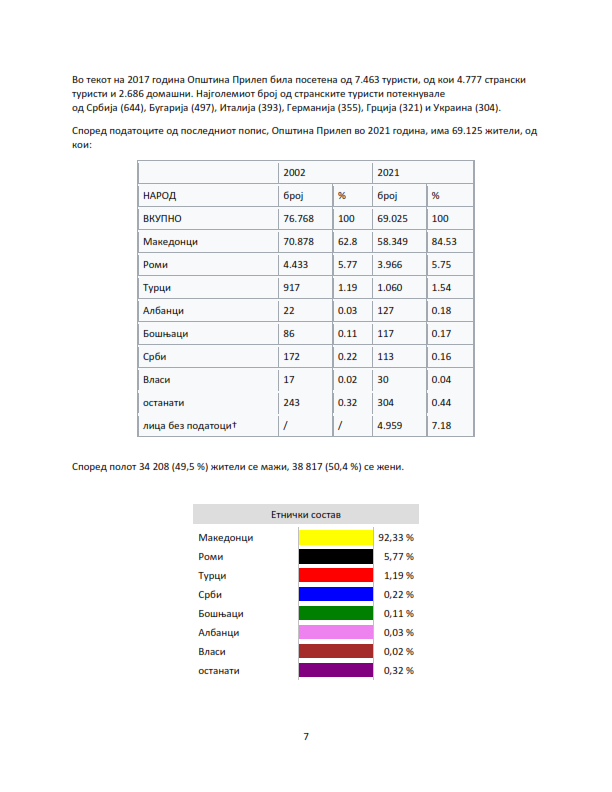 Во текот на 2017 година Општина Прилеп била посетена од 7.463 туристи, од кои 4.777 странски
туристи и 2.686 домашни. Најголемиот број од странските туристи потекнувале
од Србија (644), Бугарија (497), Италија (393), Германија (355), Грција (321) и Украина (304).
Според податоците од последниот попис, Општина Прилеп во 2021 година, има 69.125 жители, од
кои:
2002 2021
НАРОД број % број %
ВКУПНО 76.768 100 69.025 100
Македонци 70.878 62.8 58.349 84.53
Роми 4.433 5.77 3.966 5.75
Турци 917 1.19 1.060 1.54
Албанци 22 0.03 127 0.18
Бошњаци 86 0.11 117 0.17
Срби 172 0.22 113 0.16
Власи 17 0.02 30 0.04
останати 243 0.32 304 0.44
лица без податоци† / / 4.959 7.18
Според полот 34 208 (49,5 %) жители се мажи, 38 817 (50,4 %) се жени.
Етнички состав
Македонци 92,33 %
Роми 5,77 %
Турци 1,19 %
Срби 0,22 %
Бошњаци 0,11 %
Албанци 0,03 %
Власи 0,02 %
останати 0,32 %
7